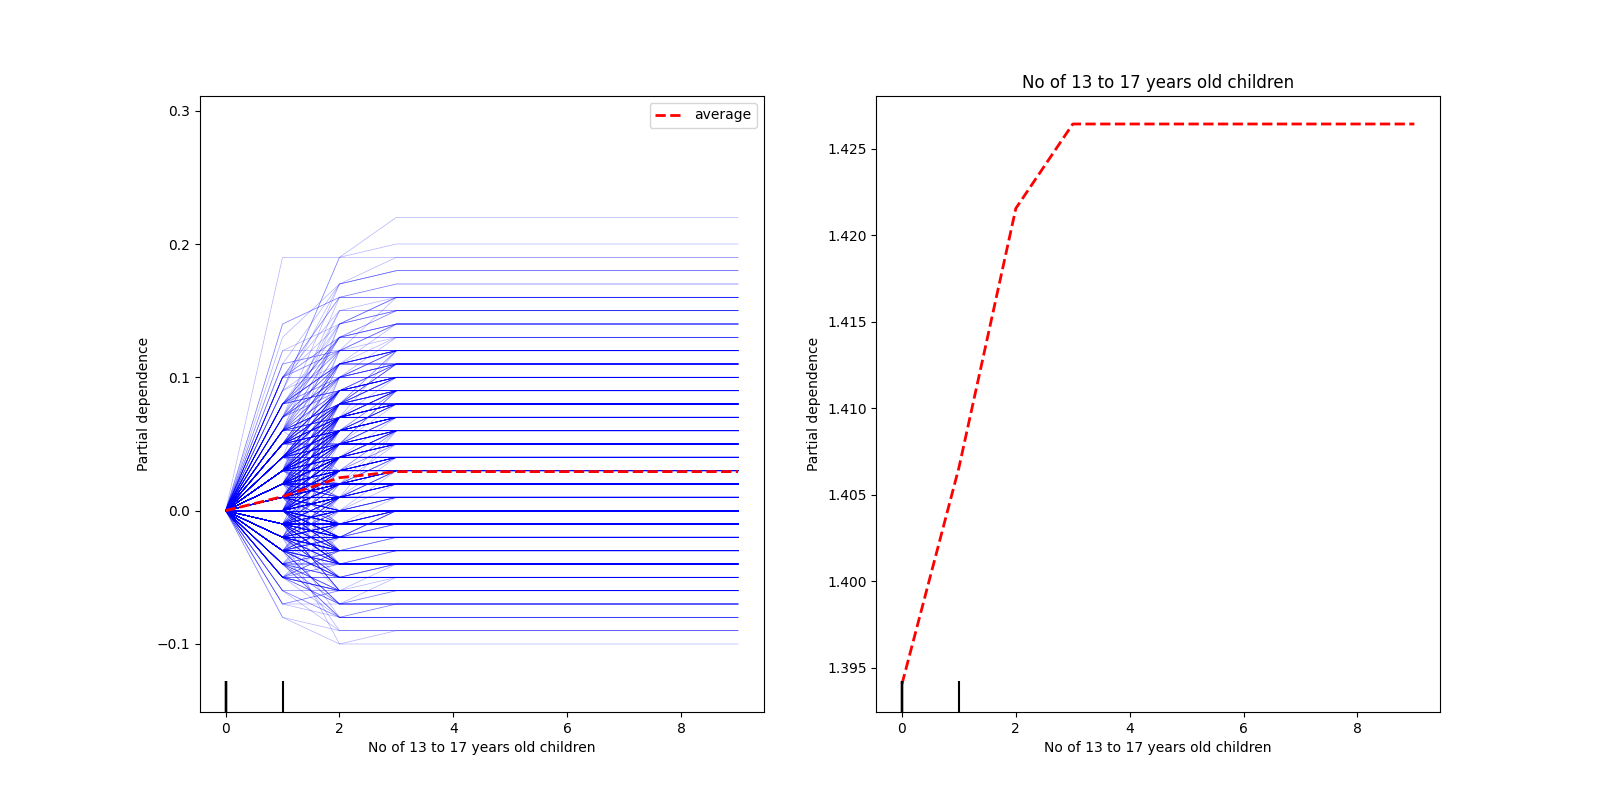 average
0.3
0.2
0.1
0.0
−0.1
Partial dependence
0 2 4 6 8
No of 13 to 17 years old children
No of 13 to 17 years old children
1.425
1.420
1.415
1.410
1.405
1.400
1.395
Partial dependence
0 2 4 6 8
No of 13 to 17 years old children